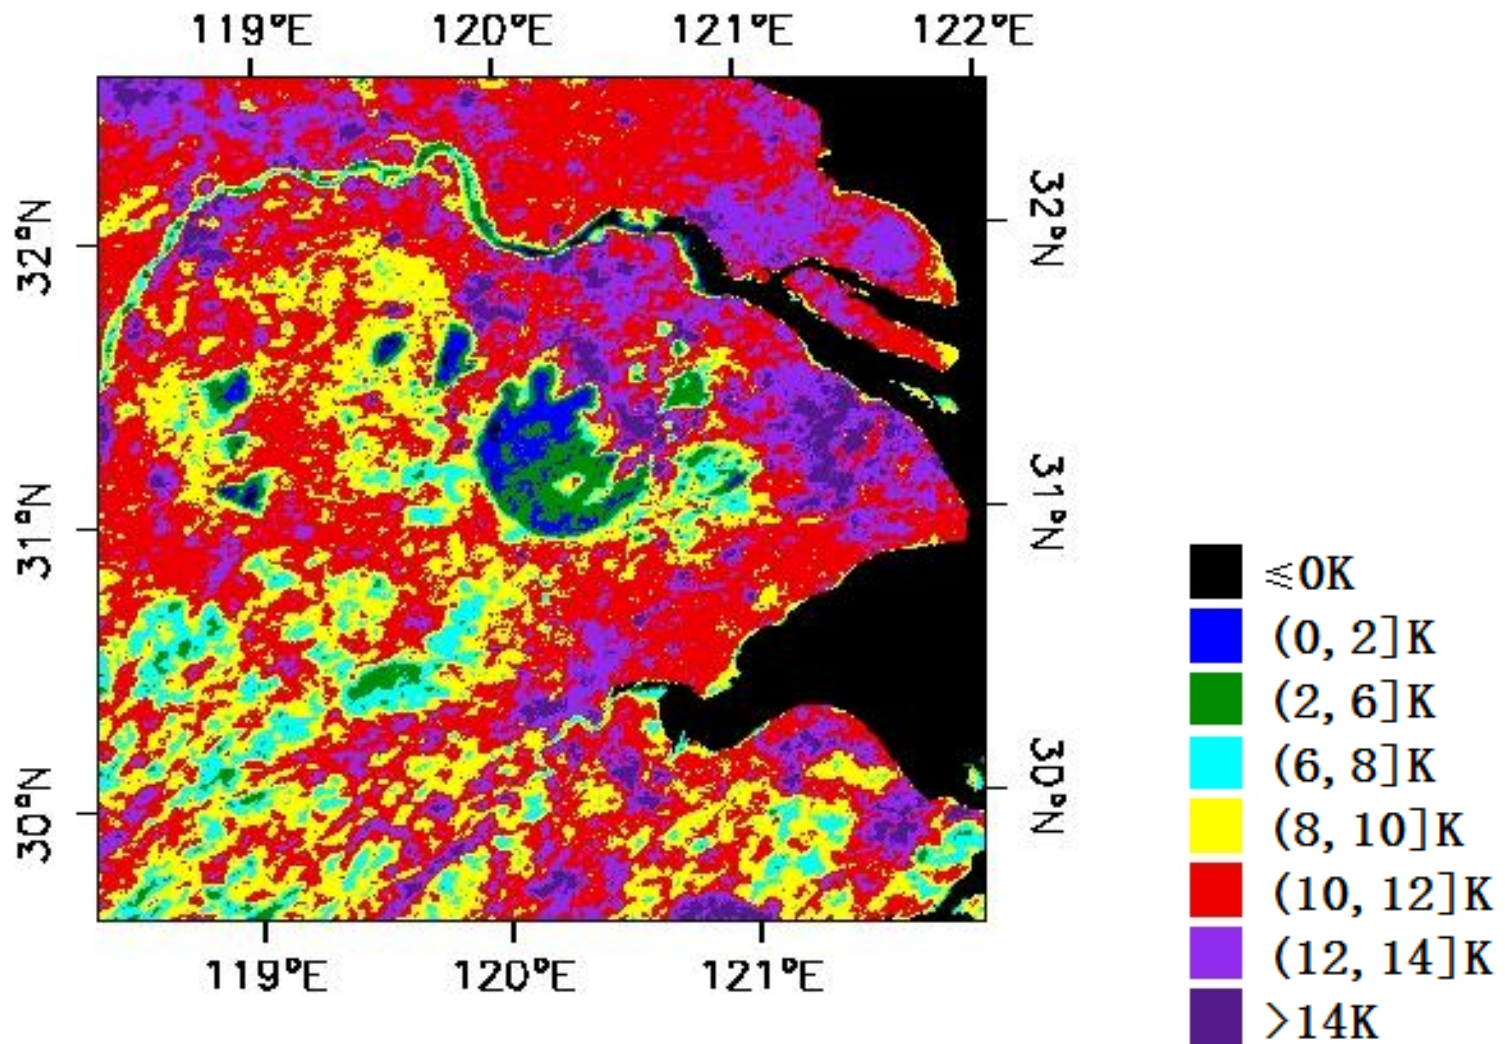 119°E 120°E 121°E 122°E
32°N
32°N
31°N
31°N
30°N
30°N
119°E 120°E 121°E
≤0K
(0, 2]K
(2, 6]K
(6, 8]K
(8, 10]K
(10, 12]K
(12, 14]K
>14K